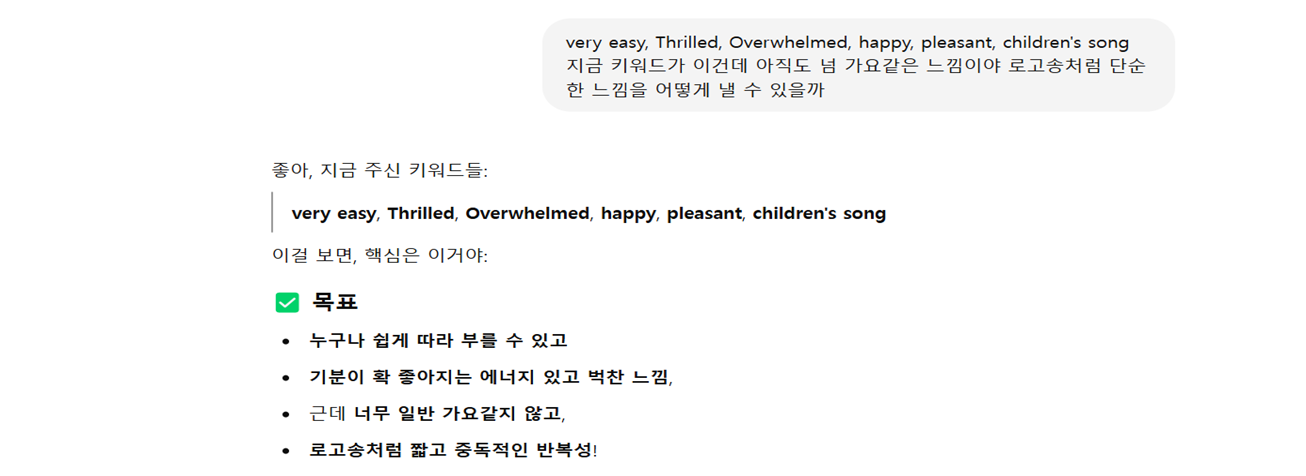 very easy, Thrilled, Overwhelmed, happy, pleasant, children's song
지금 키워드가 이건데 아직도 넘 가요같은 느낌이야 로고송처럼 단순
한 느낌을 어떻게 낼 수 있을까
좋아, 지금 주신 키워드들:
very easy, Thrilled, Overwhelmed, happy, pleasant, children's song
이걸 보면, 핵심은 이거야:
✅ 목표
• 누구나 쉽게 따라 부를 수 있고
• 기분이 확 좋아지는 에너지 있고 벅찬 느낌,
• 근데 너무 일반 가요같지 않고,
• 로고송처럼 짧고 중독적인 반복성!